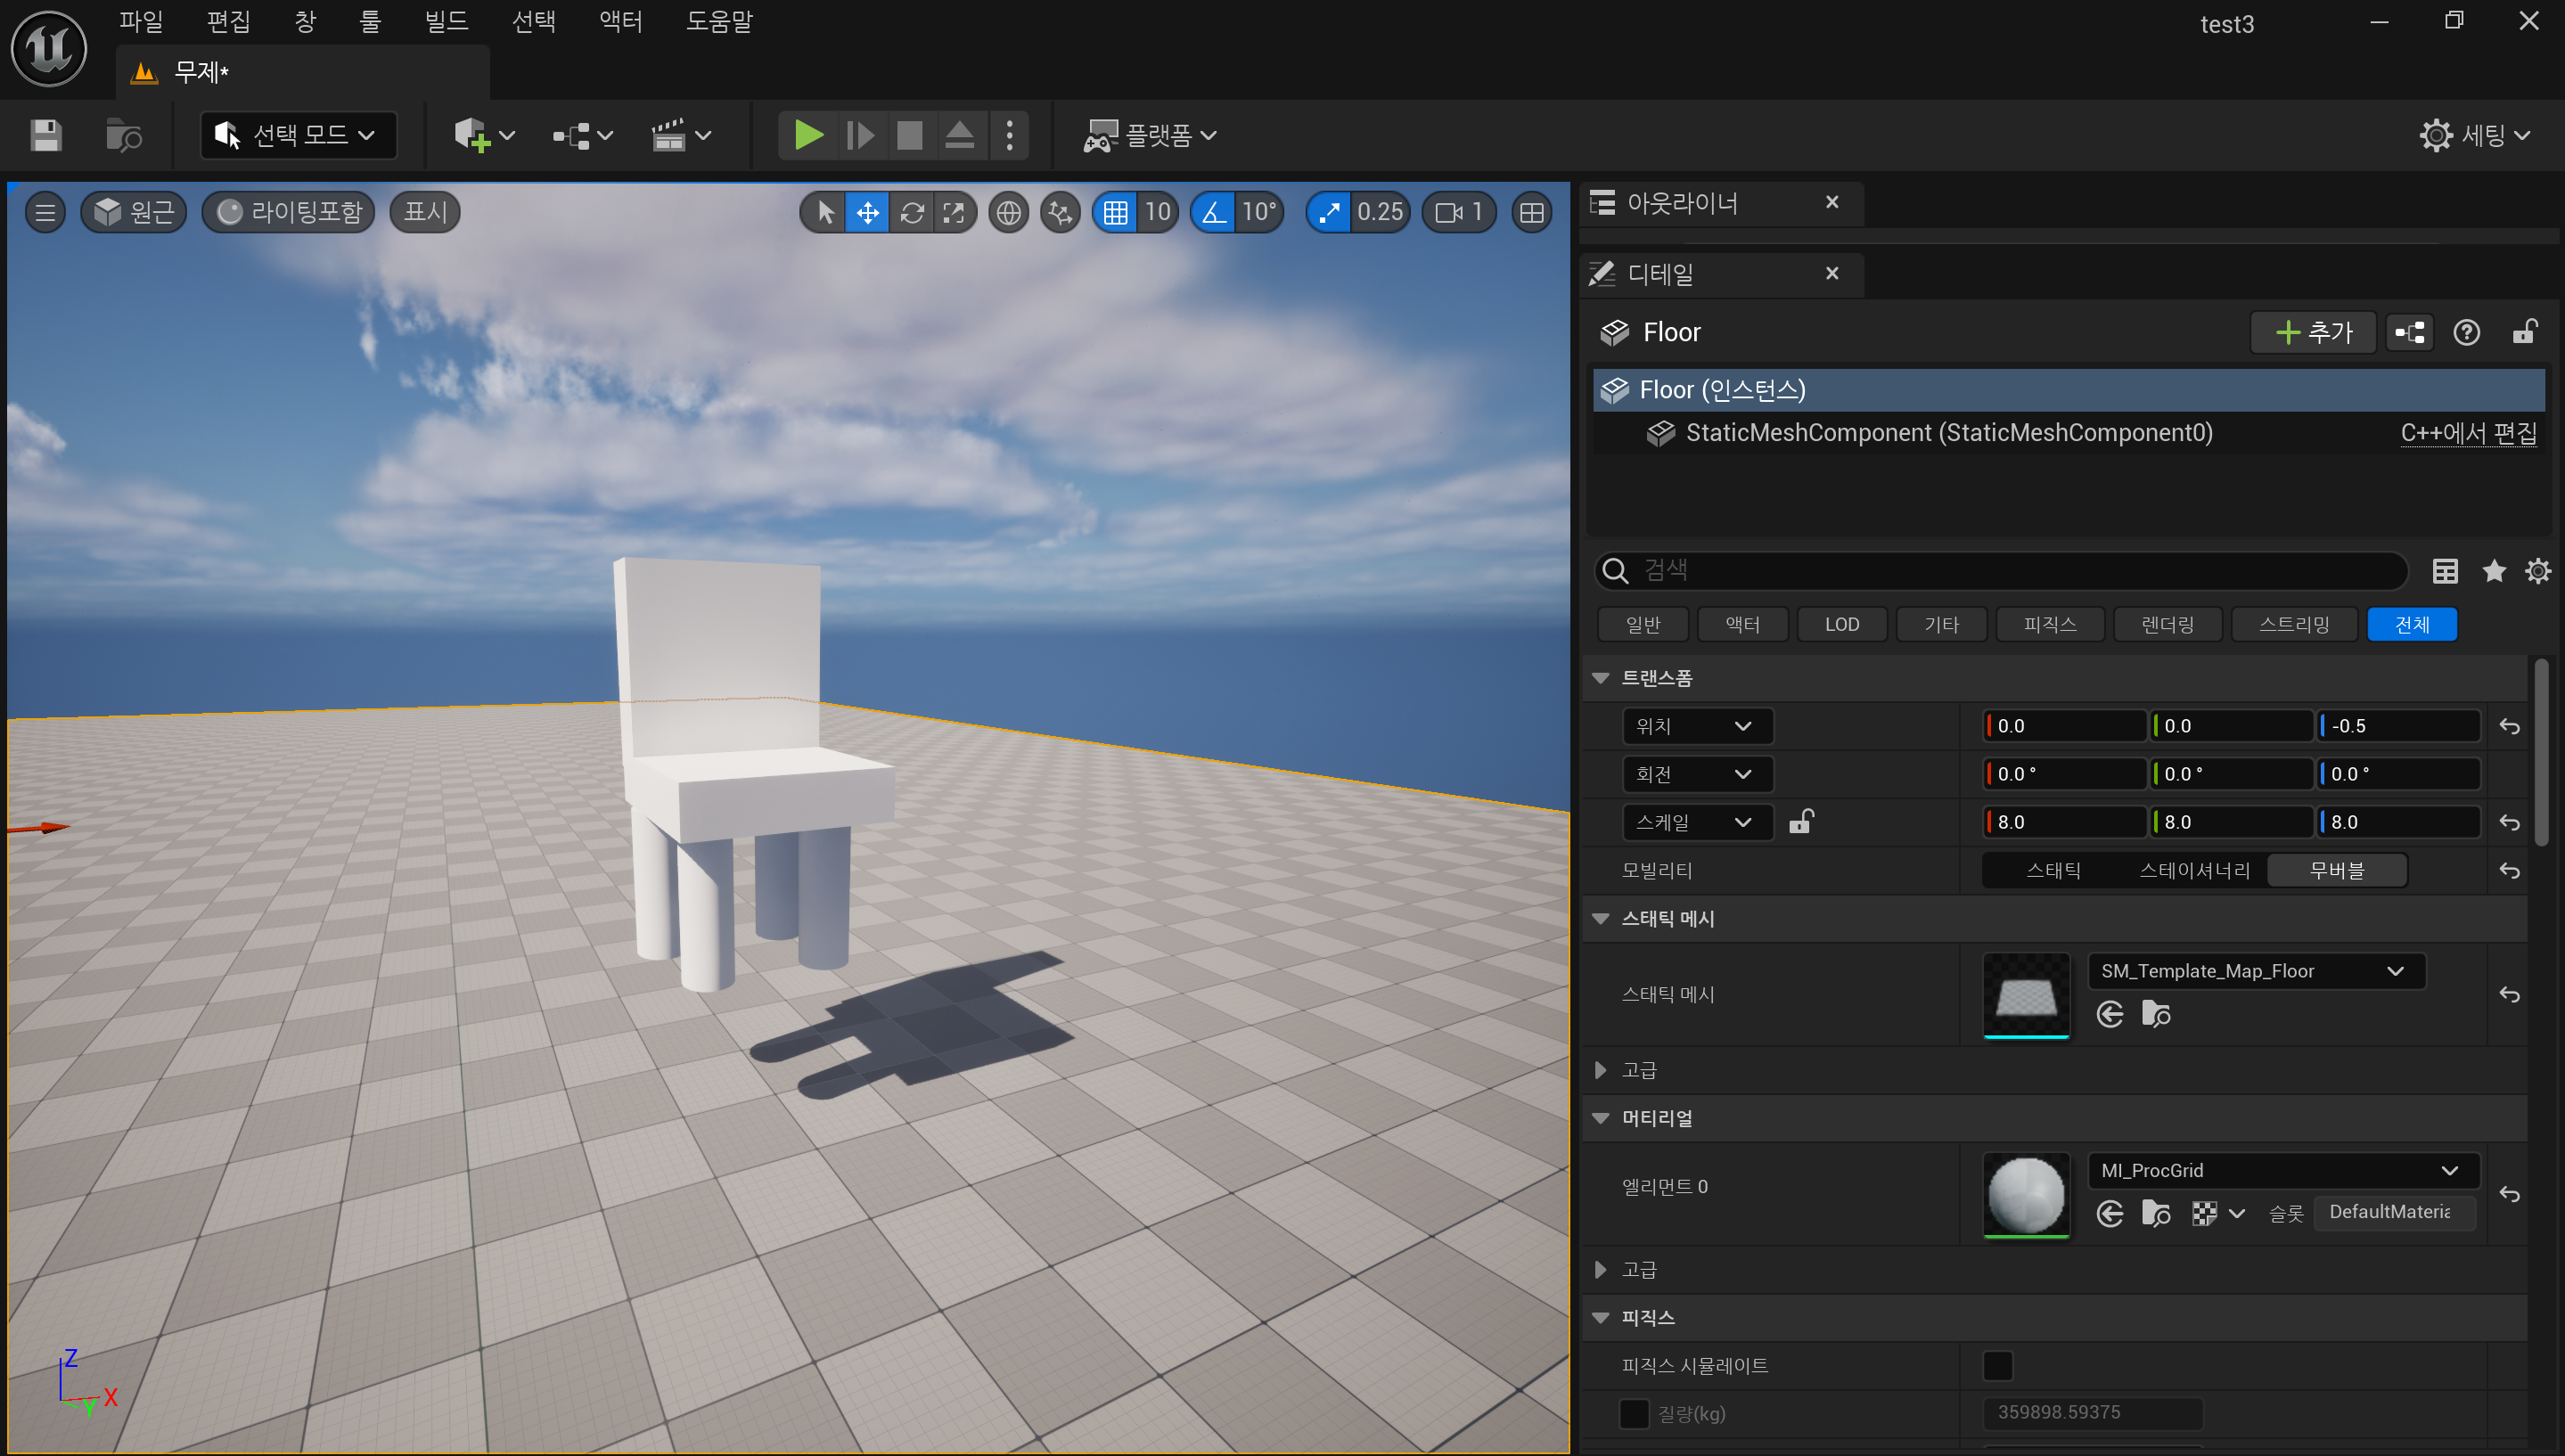 파일 편집 창 툴 빌드 선택 액터 도움말 test3
무제*
선택 모드 플랫폼 세팅
원근 라이팅포함 표시 10 10° 0.25 1
아웃라이너
디테일
Floor 추가
Floor (인스턴스)
StaticMeshComponent (StaticMeshComponent0) C++에서 편집
검색
일반 액터 LOD 기타 피직스 렌더링 스트리밍 전체
트랜스폼
위치 0.0 0.0 -0.5
회전 0.0 ° 0.0 ° 0.0 °
스케일 8.0 8.0 8.0
모빌리티 스태틱 스테이셔너리 무버블
스태틱 메시
스태틱 메시 SM_Template_Map_Floor
고급
머티리얼
엘리먼트 0 MI_ProcGrid
슬롯 DefaultMateria
고급
피직스
피직스 시뮬레이트
질량(kg) 359898.59375
Z
X
Y